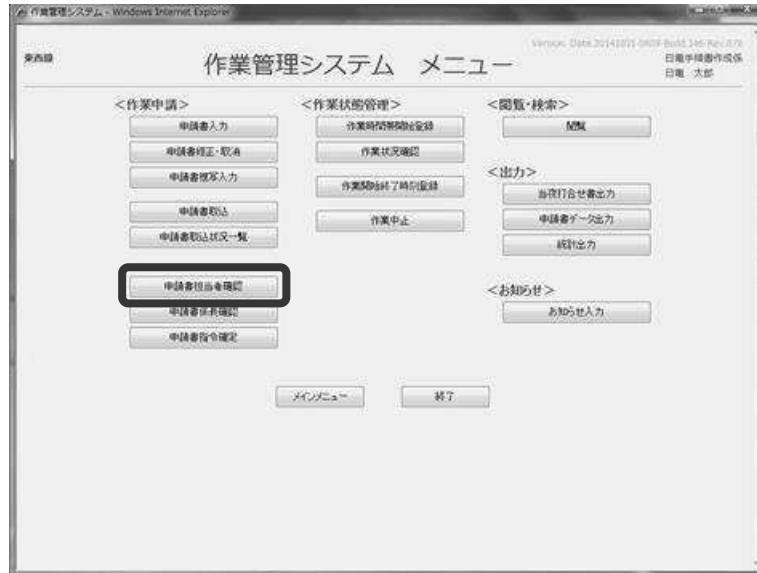 作業管理システム - Windows Internet Explorer
東西線
作業管理システム メニュー
日電手順書作成係
日電 太郎
<作業申請>
申請書入力
申請書修正・取消
申請書複写入力
申請書取込
申請書取込状況一覧
申請書担当者確認
申請書係長確認
申請書指令確定
<作業状態管理>
作業時間帯開始登録
作業状況確認
作業開始終了時刻登録
作業中止
<閲覧・検索>
閲覧
<出力>
当夜打合せ書出力
申請書データ出力
統計出力
<お知らせ>
お知らせ入力
メインメニュー
終了